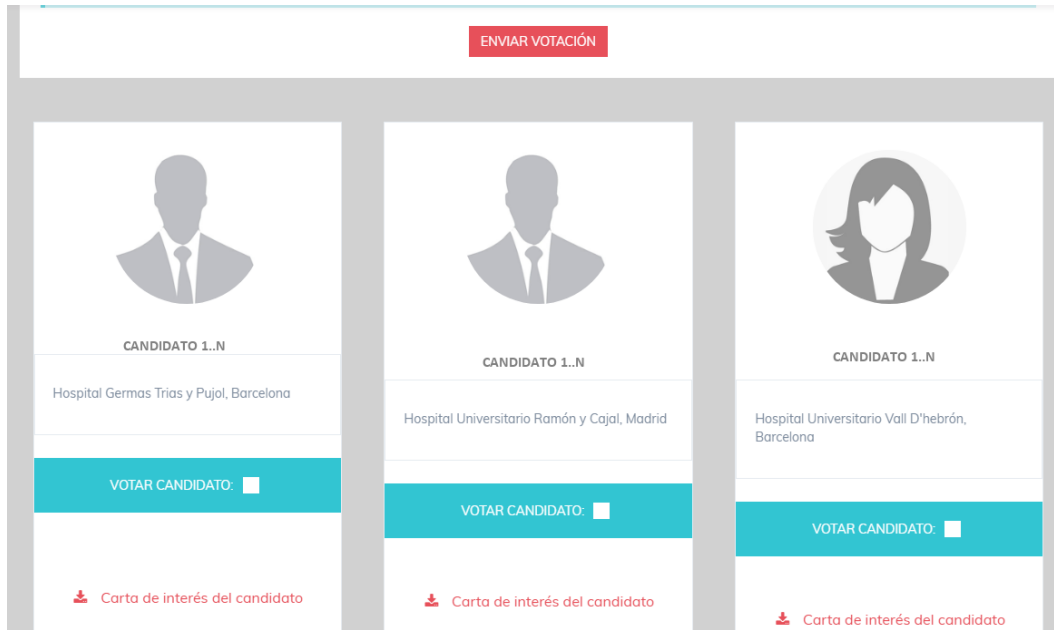 ENVIAR VOTACIÓN
CANDIDATO 1..N
Hospital Germas Trias y Pujol, Barcelona
VOTAR CANDIDATO:
Carta de interés del candidato
CANDIDATO 1..N
Hospital Universitario Ramón y Cajal, Madrid
VOTAR CANDIDATO:
Carta de interés del candidato
CANDIDATO 1..N
Hospital Universitario Vall D'hebrón,
Barcelona
VOTAR CANDIDATO:
Carta de interés del candidato